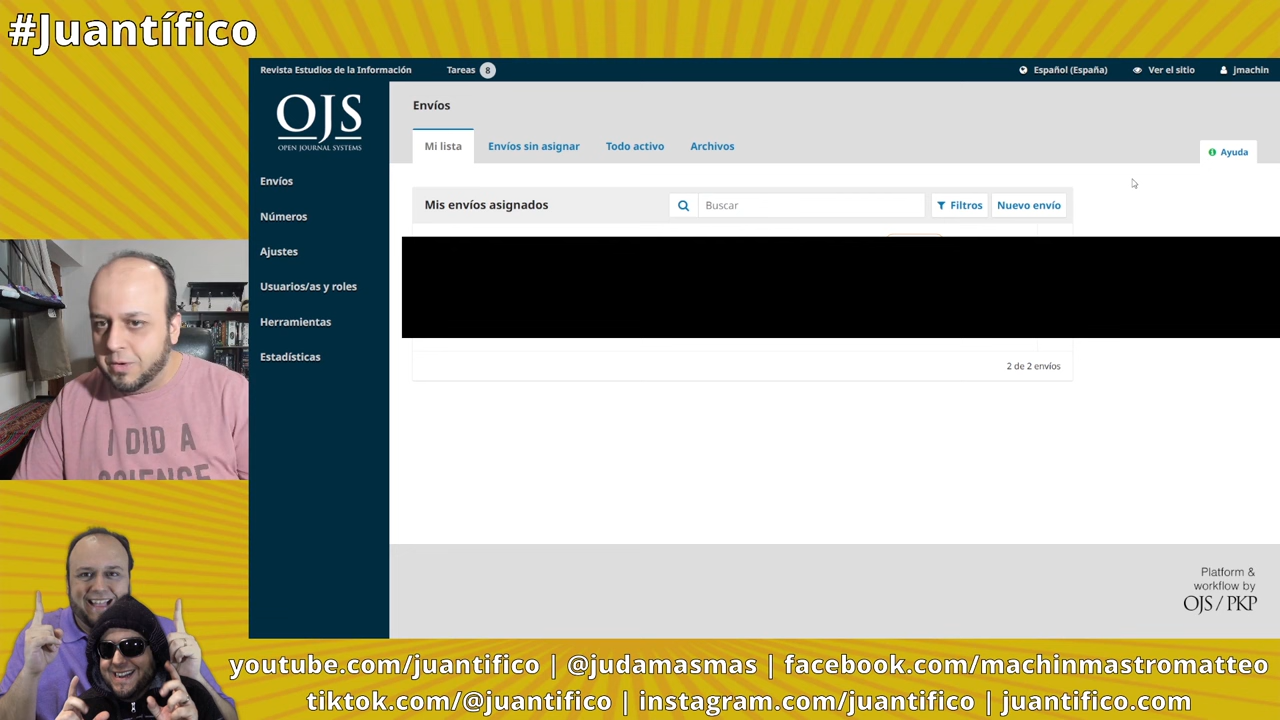 #Juantífico
Revista Estudios de la Información
Tareas 8
Español (España)
Ver el sitio
jmachin
OJS
OPEN JOURNAL SYSTEMS
Envíos
Números
Ajustes
Usuarios/as y roles
Herramientas
Estadísticas
Envíos
Mi lista
Envíos sin asignar
Todo activo
Archivos
Ayuda
Mis envíos asignados
Buscar
Filtros
Nuevo envío
2 de 2 envíos
Platform &
workflow by
OJS / PKP
I DID A
SCIENCE
youtube.com/juantifico | @judamasmas | facebook.com/machinmastromatteo
tiktok.com/@juantifico | instagram.com/juantifico | juantifico.com